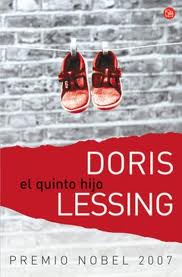 DORIS
el quinto hijo
LESSING
PREMIO NOBEL 2007